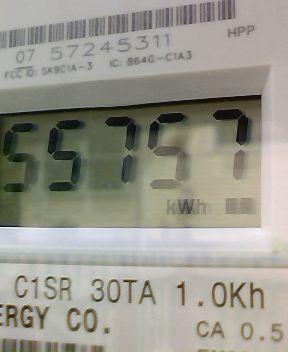 07 57245311
HPP
FCC ID: SK9C1A-3 IC: 864G-C1A3
55757
kWh
C1SR 30TA 1.0Kh
ERGY CO.
CA 0.5